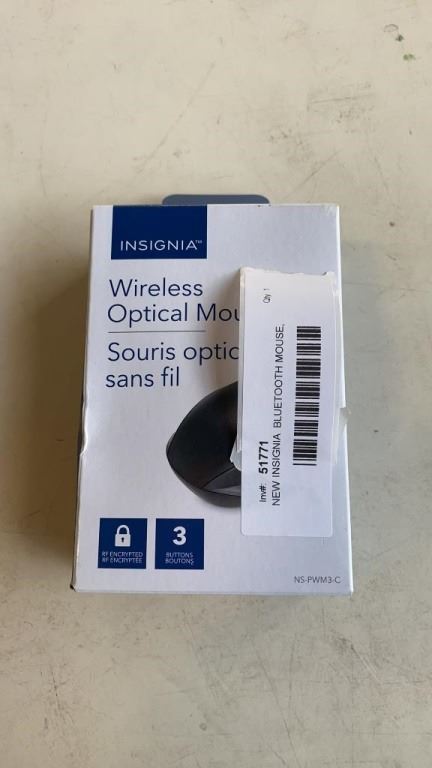 INSIGNIA™
Wireless
Optical Mou
Souris optic
sans fil
RF ENCRYPTED
RF ENCRYPTÉE
3
BUTTONS
BOUTONS
NS-PWM3-C
Qty 1
Inv#: 51771
NEW INSIGNIA BLUETOOTH MOUSE,